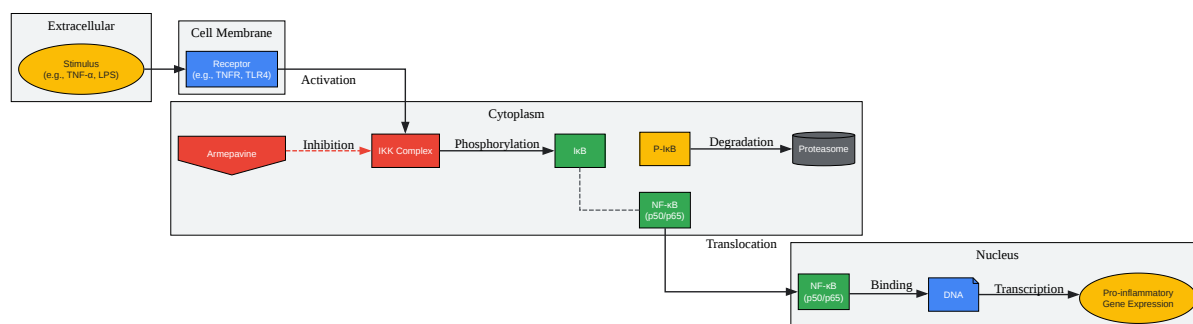 Extracellular
Stimulus
(e.g., TNF-α, LPS)
Cell Membrane
Receptor
(e.g., TNFR, TLR4)
Activation
Cytoplasm
Armepavine
Inhibition
IKK Complex
Phosphorylation
IκB
P-IκB
Degradation
Proteasome
NF-κB
(p50/p65)
Translocation
Nucleus
NF-κB
(p50/p65)
Binding
DNA
Transcription
Pro-inflammatory
Gene Expression